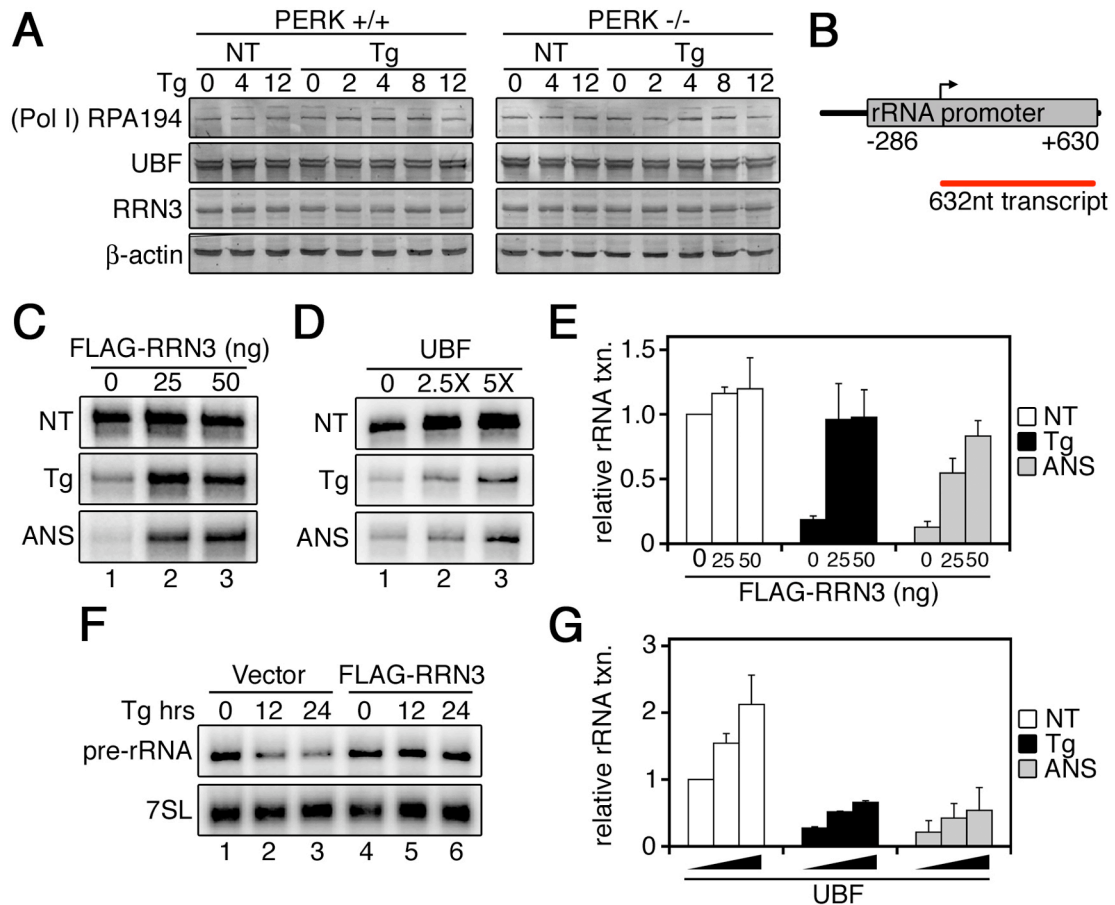 A
PERK +/+
PERK -/-
NT Tg NT Tg
Tg 0 4 12 0 2 4 8 12 0 4 12 0 2 4 8 12
(Pol I) RPA194
UBF
RRN3
β-actin
B
rRNA promoter
-286 +630
632nt transcript
C
FLAG-RRN3 (ng)
0 25 50
NT
Tg
ANS
1 2 3
D
UBF
0 2.5X 5X
NT
Tg
ANS
1 2 3
E
relative rRNA txn.
1.5
1.0
0.5
0
0 25 50 0 25 50 0 25 50
FLAG-RRN3 (ng)
NT
Tg
ANS
F
Vector FLAG-RRN3
Tg hrs 0 12 24 0 12 24
pre-rRNA
7SL
1 2 3 4 5 6
G
relative rRNA txn.
3
2
1
0
UBF
NT
Tg
ANS